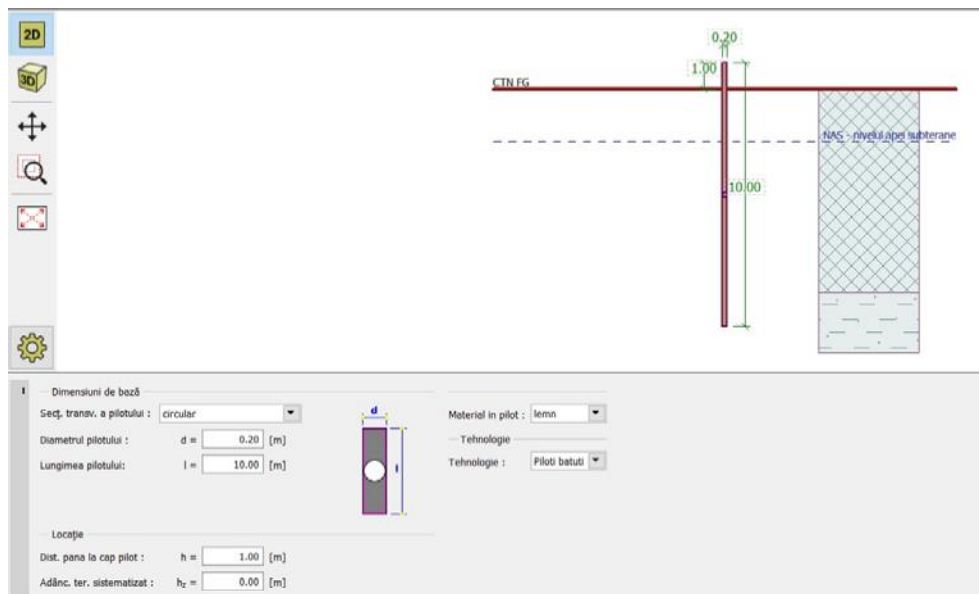 2D
3D
0.20
1.00
CTN FG
NAS - nivelul apei subterane
10.00
Dimensiuni de bază
Secț. transv. a pilotului : circular
Diametrul pilotului : d = 0.20 [m]
Lungimea pilotului: l = 10.00 [m]
d
l
Material in pilot : lemn
Tehnologie
Tehnologie : Piloti batuti
Locație
Dist. pana la cap pilot : h = 1.00 [m]
Adânc. ter. sistematizat : hz = 0.00 [m]